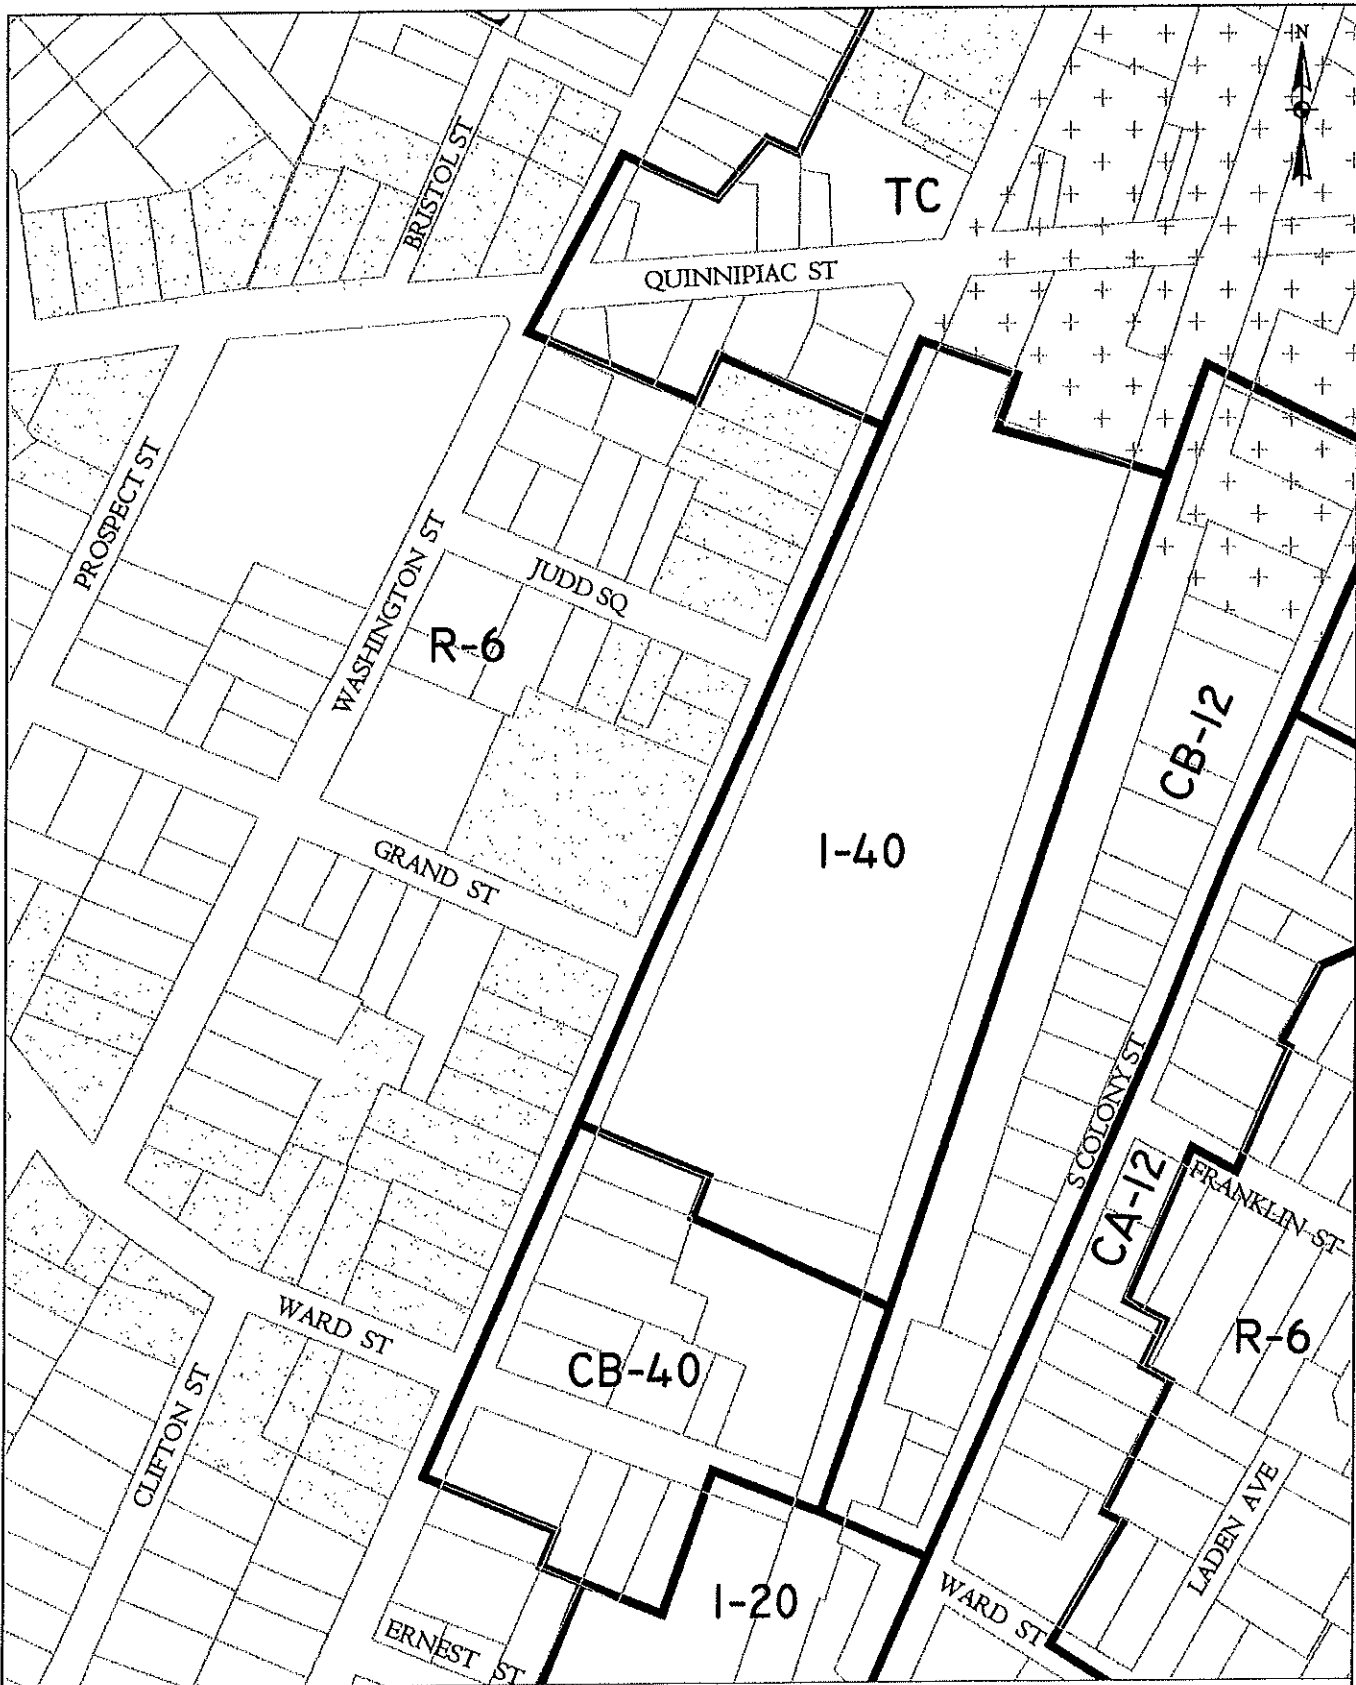 N
BRISTOL ST
TC
QUINNIPIAC ST
PROSPECT ST
WASHINGTON ST
JUDD SQ
R-6
CB-12
I-40
GRAND ST
S COLONY ST
CA-12
FRANKLIN ST
WARD ST
R-6
CB-40
CLIFTON ST
LADEN AVE
I-20
WARD ST
ERNEST ST